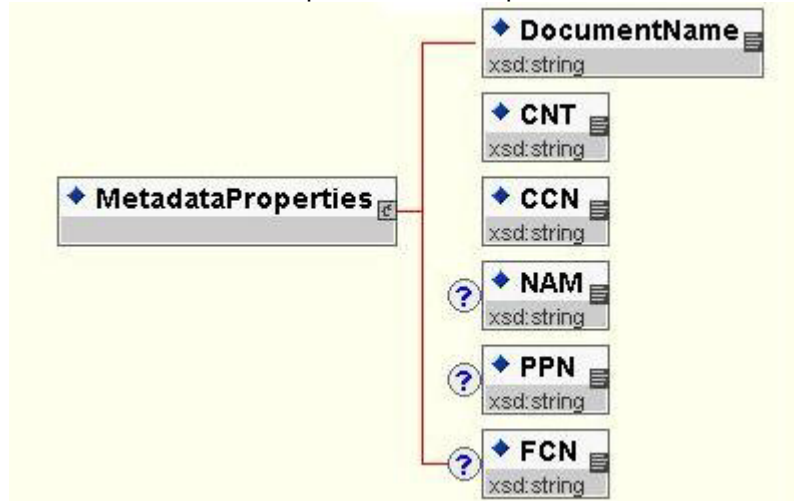 DocumentName
xsd:string
CNT
xsd:string
MetadataProperties
CCN
xsd:string
? NAM
xsd:string
? PPN
xsd:string
? FCN
xsd:string